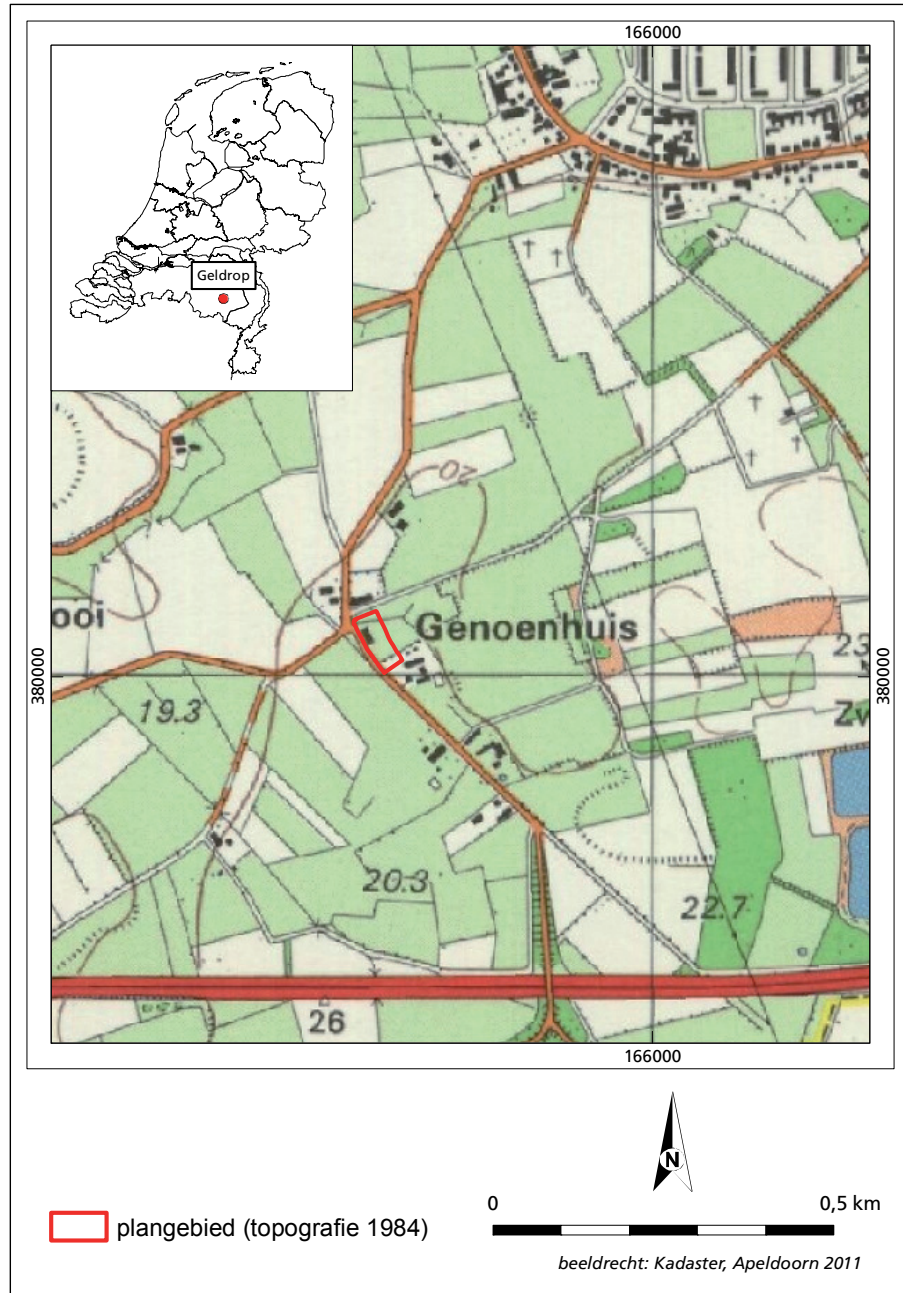 166000
Geldrop
20
ooi
Genoenhuis
380000
380000
23
19.3
Zv
20.3
22.7
26
166000
N
0
0,5 km
plangebied (topografie 1984)
beeldrecht: Kadaster, Apeldoorn 2011